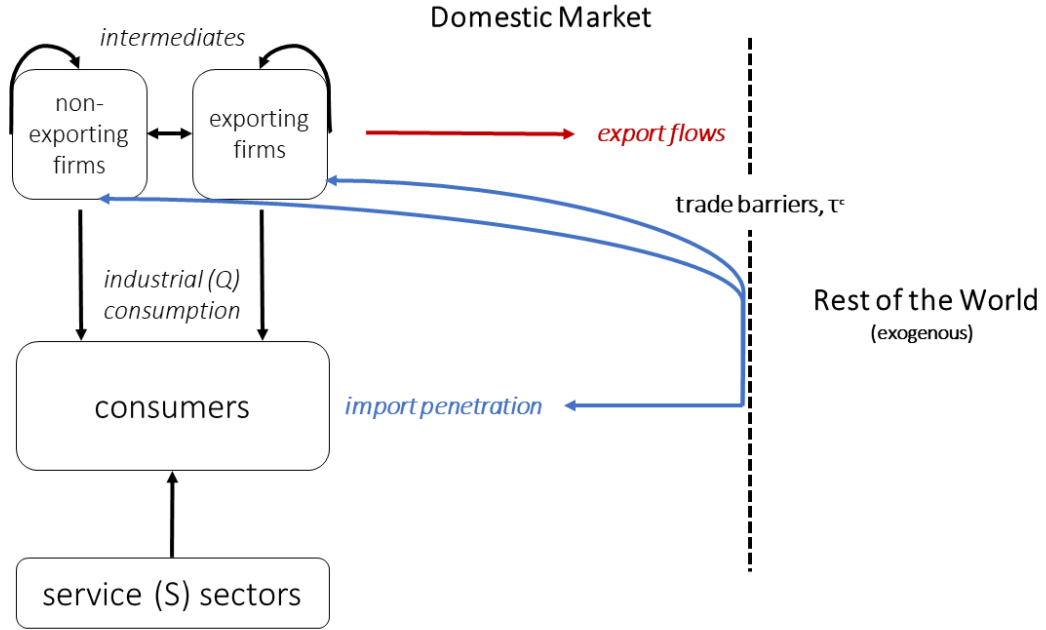 Domestic Market
intermediates
non-
exporting
firms
exporting
firms
export flows
trade barriers, τᶜ
industrial (Q)
consumption
Rest of the World
(exogenous)
consumers
import penetration
service (S) sectors